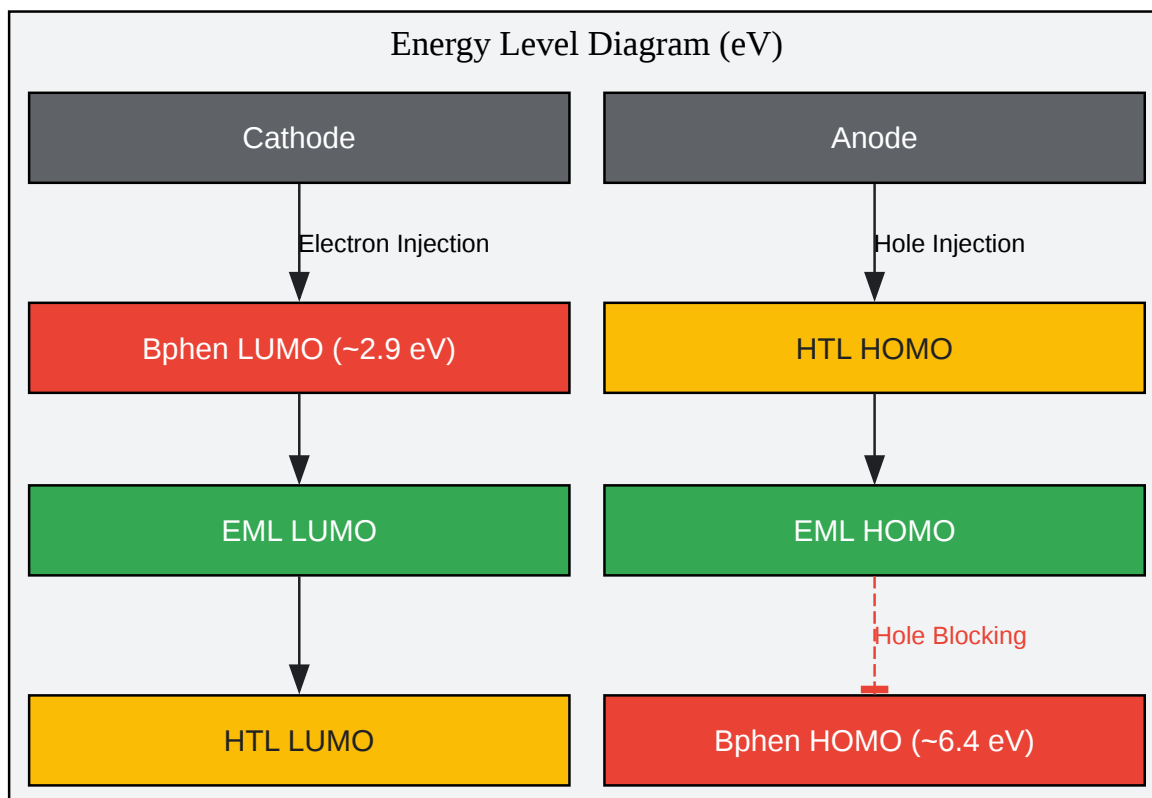 Energy Level Diagram (eV)
Cathode
Anode
Electron Injection
Hole Injection
Bphen LUMO (~2.9 eV)
HTL HOMO
EML LUMO
EML HOMO
Hole Blocking
HTL LUMO
Bphen HOMO (~6.4 eV)